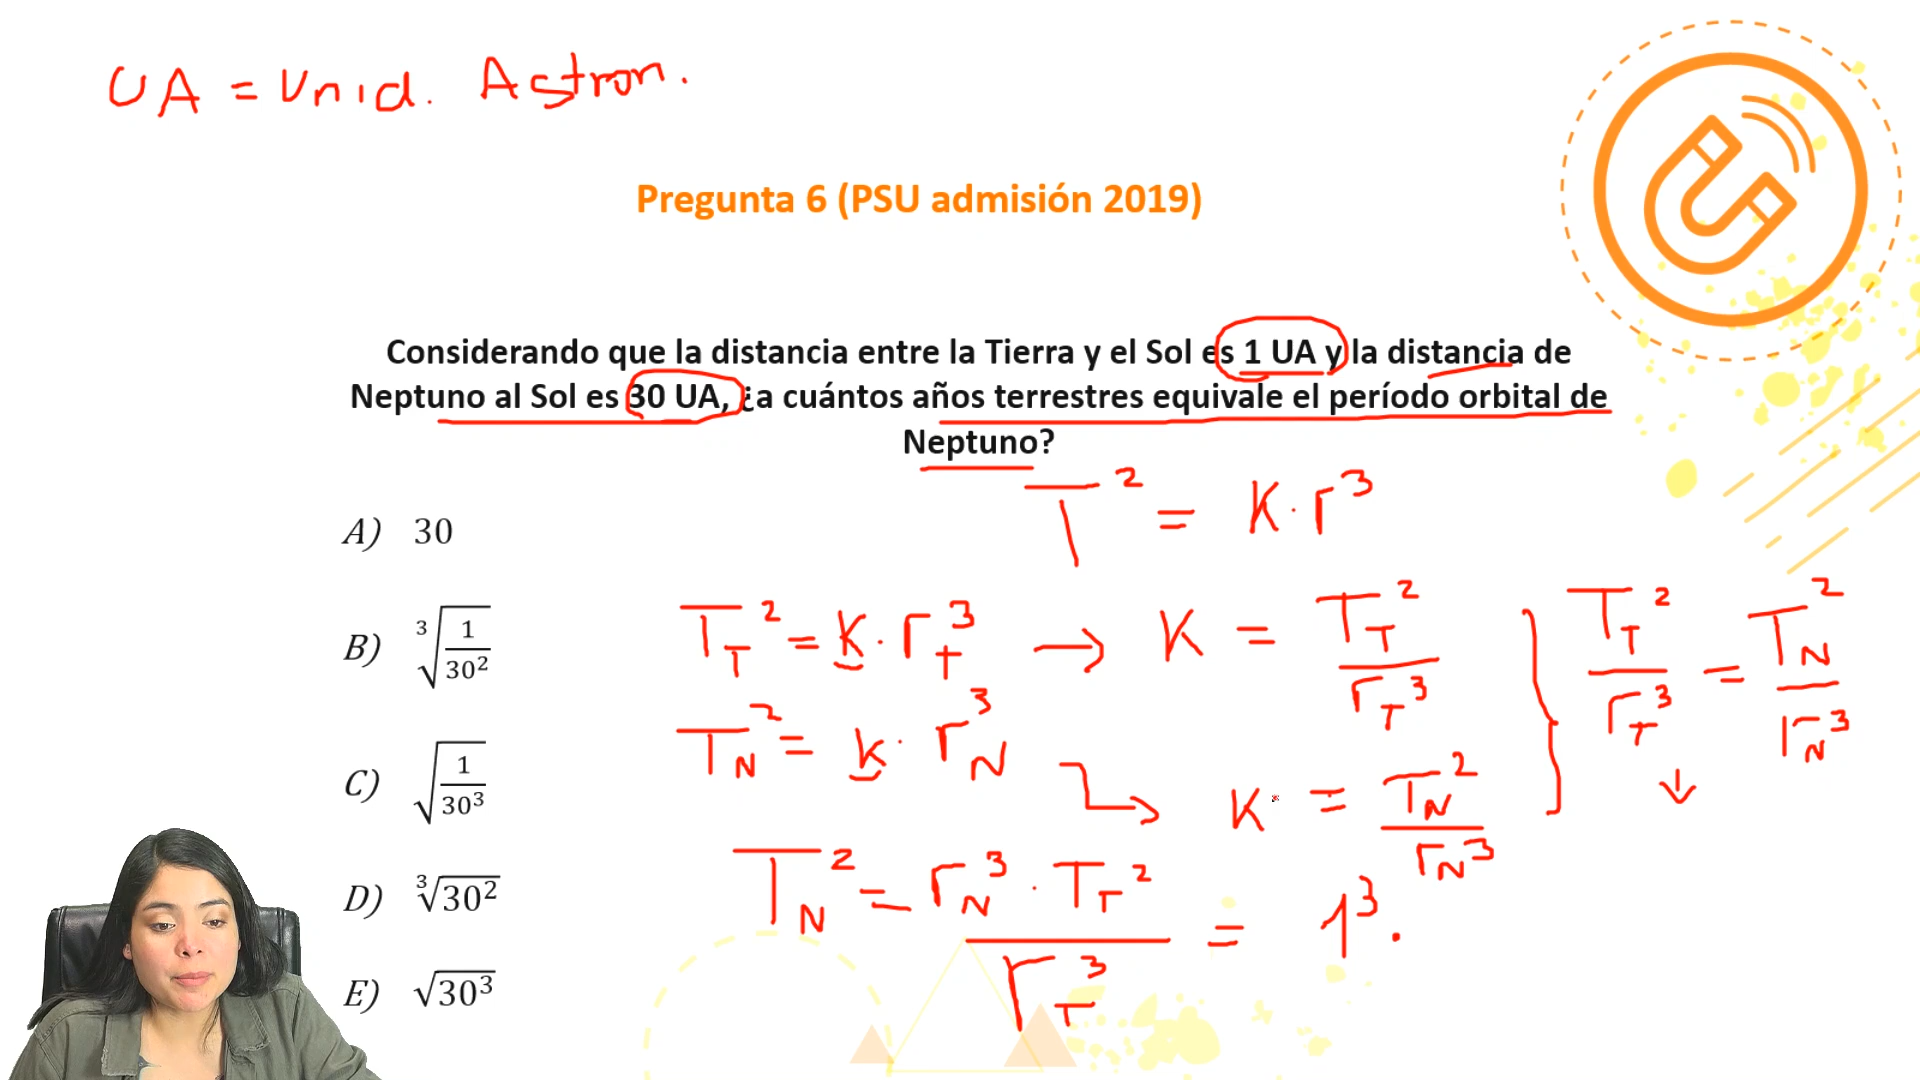 UA = Unid. Astron.
Pregunta 6 (PSU admisión 2019)
Considerando que la distancia entre la Tierra y el Sol es 1 UA y la distancia de
Neptuno al Sol es 30 UA, ¿a cuántos años terrestres equivale el período orbital de
Neptuno?
T² = K · r³
A) 30
B) ∛(1/30²)
C) √(1/30³)
D) ∛30²
E) √30³
T_T² = K · r_T³ → K = T_T² / r_T³
T_N² = K · r_N³ → K = T_N² / r_N³
} T_T² / r_T³ = T_N² / r_N³ ↓
T_N² = r_N³ · T_T² / r_T³ = 1³ ·